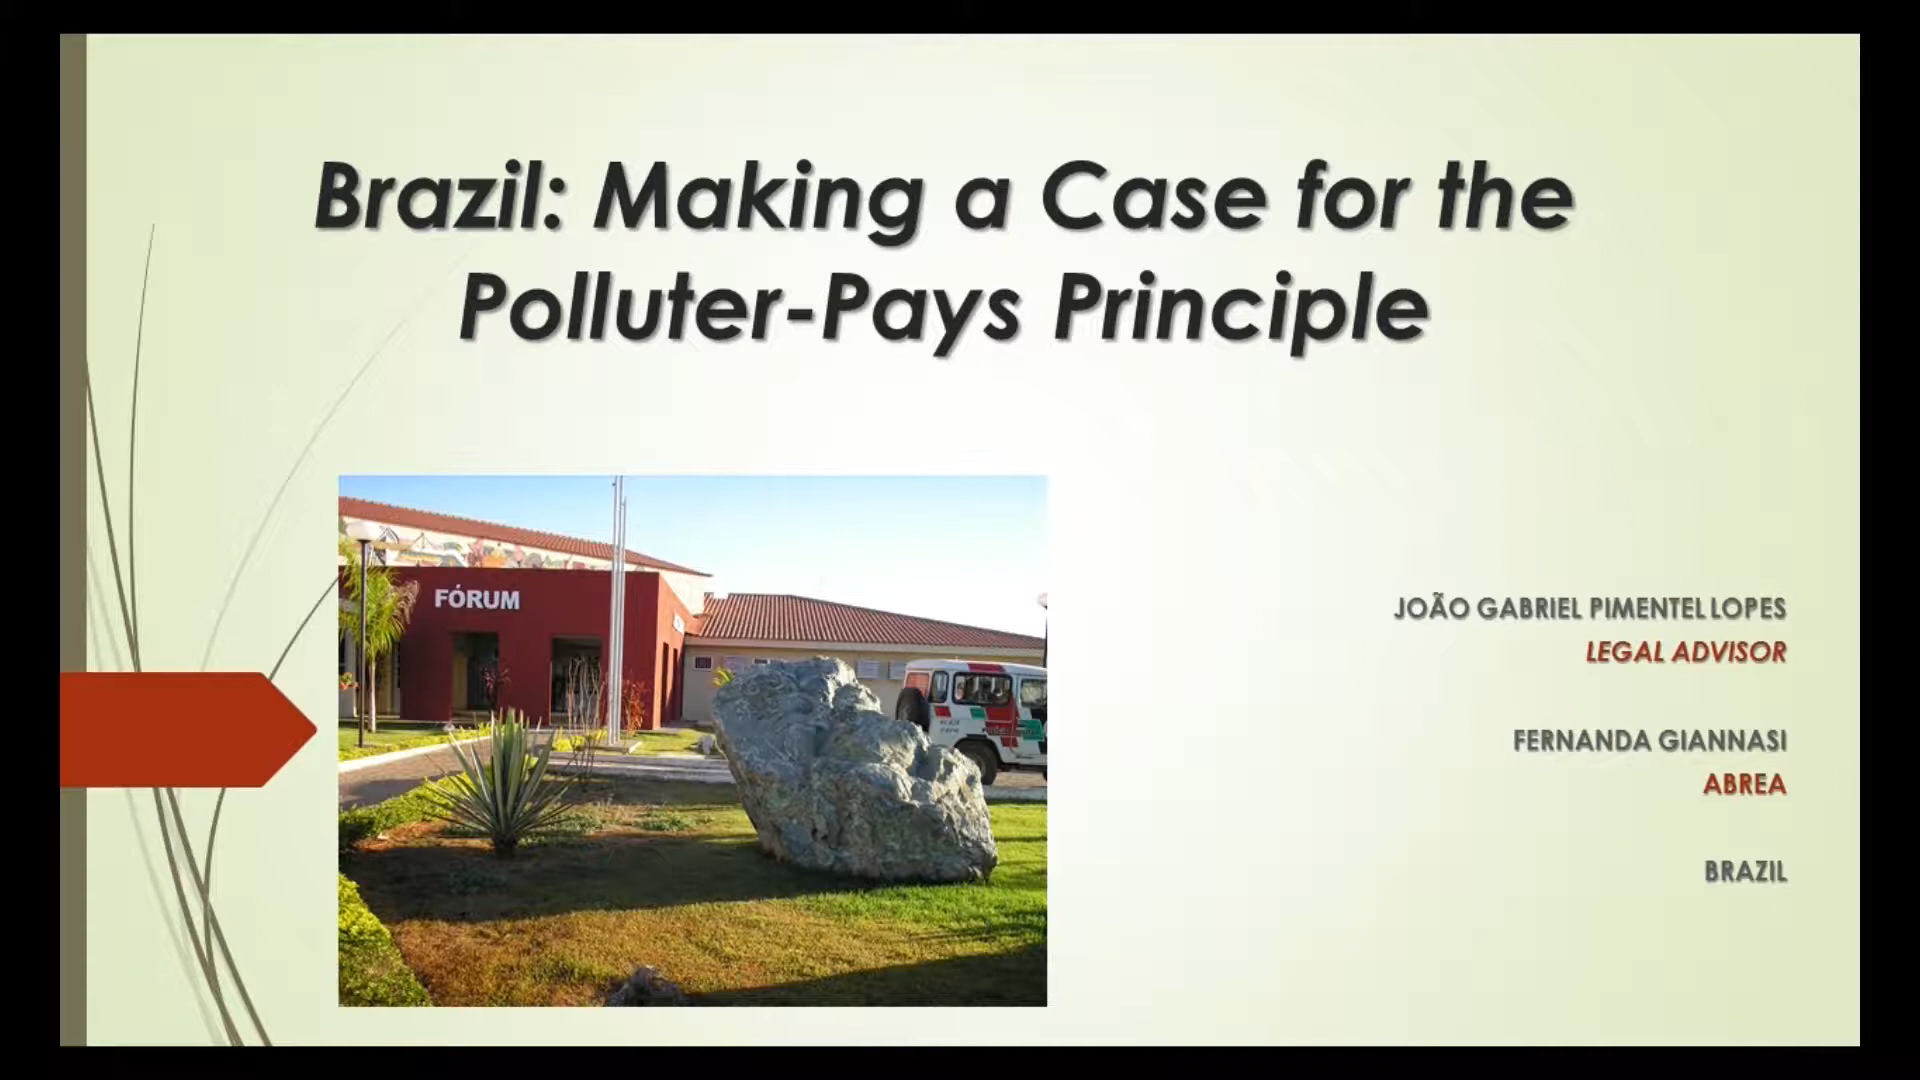 Brazil: Making a Case for the
Polluter-Pays Principle
FÓRUM
JOÃO GABRIEL PIMENTEL LOPES
LEGAL ADVISOR
FERNANDA GIANNASI
ABREA
BRAZIL